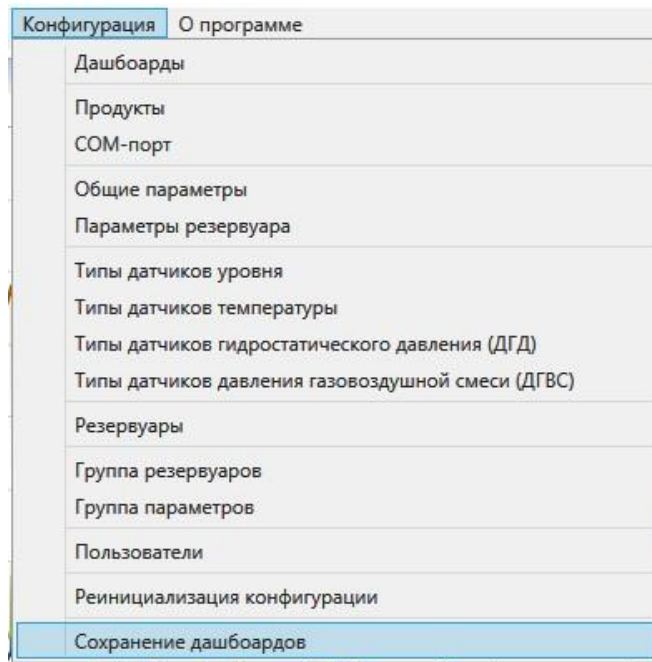 Конфигурация О программе
Дашбоарды
Продукты
COM-порт
Общие параметры
Параметры резервуара
Типы датчиков уровня
Типы датчиков температуры
Типы датчиков гидростатического давления (ДГД)
Типы датчиков давления газовоздушной смеси (ДГВС)
Резервуары
Группа резервуаров
Группа параметров
Пользователи
Реинициализация конфигурации
Сохранение дашбоардов